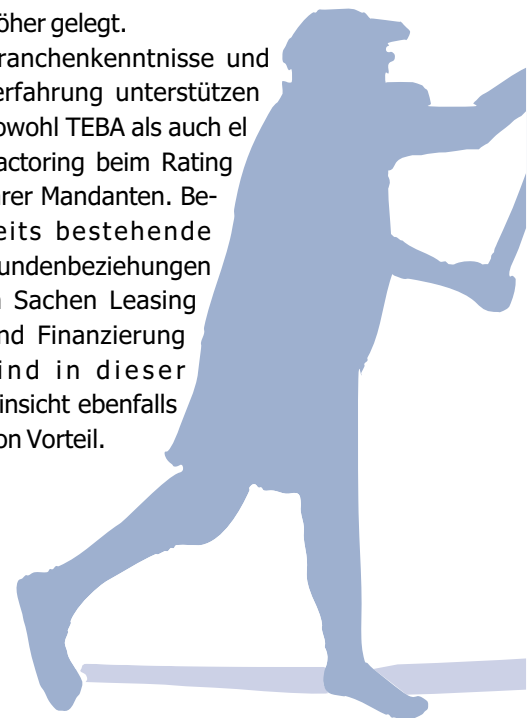 öher gelegt.
ranchenkenntnisse und
erfahrung unterstützen
owohl TEBA als auch el
actoring beim Rating
hrer Mandanten. Be-
eits bestehende
undenbeziehungen
n Sachen Leasing
nd Finanzierung
ind in dieser
insicht ebenfalls
on Vorteil.